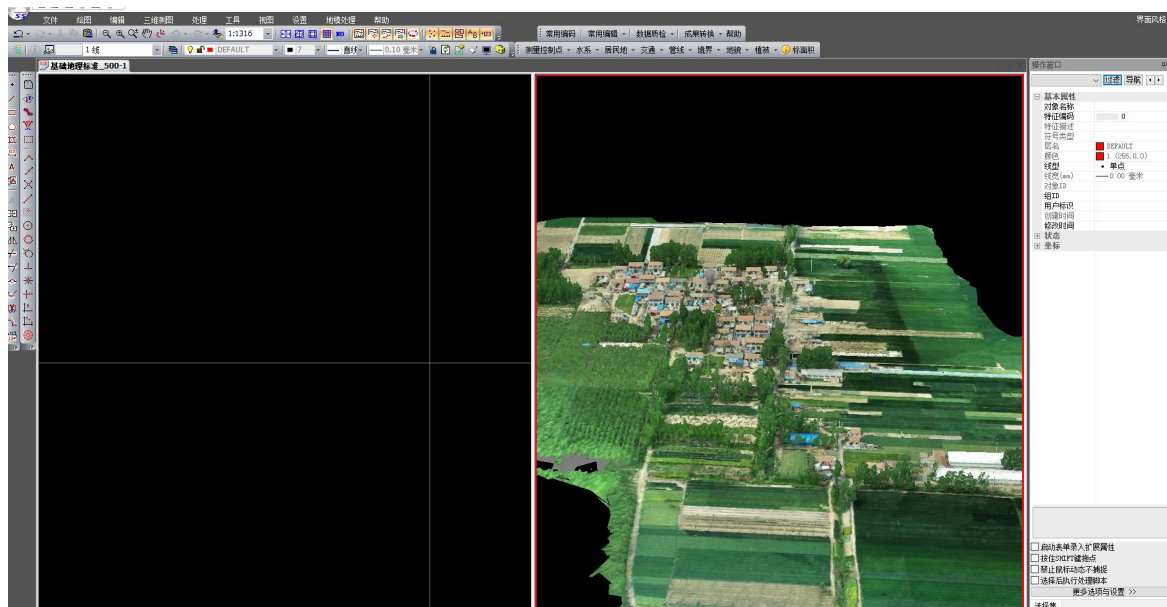 文件 绘图 编辑 三维测图 处理 工具 视图 设置 地模处理 帮助
界面风格
1:1316
常用编码 常用编辑 数据质检 成果转换 帮助
1 线 DEFAULT 7 直线 0.10 毫米
测量控制点 水系 居民地 交通 管线 境界 地貌 植被 标面积
基础地理标准_500-1
操作窗口
过滤 导航
基本属性
对象名称
特征编码 0
特征描述
符号类型
层名 DEFAULT
颜色 1 (255,0,0)
线型 单点
线宽(mm) 0.00 毫米
对象ID
组ID
用户标识
创建时间
修改时间
状态
坐标
启动表单录入扩展属性
按住SHIFT键拖点
禁止鼠标动态不捕捉
选择后执行处理脚本
更多选项与设置 >>
选择集